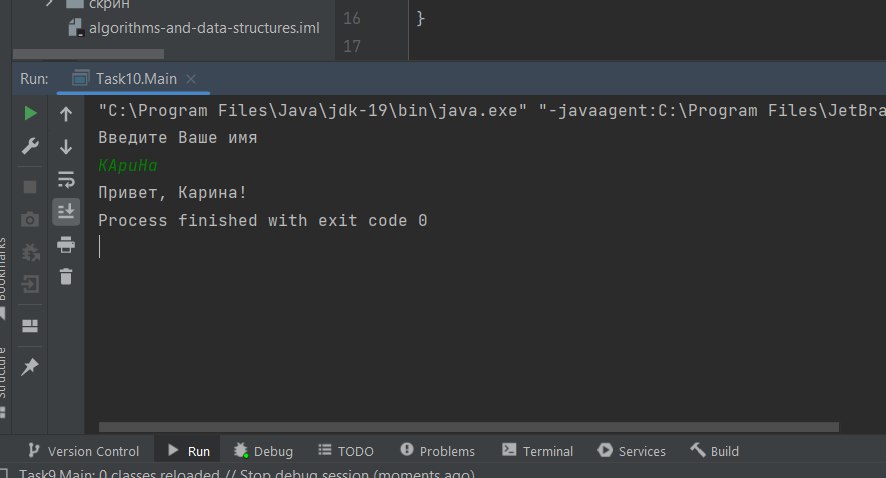 скрин
algorithms-and-data-structures.iml
16 }
17
Run: Task10.Main
"C:\Program Files\Java\jdk-19\bin\java.exe" "-javaagent:C:\Program Files\JetBra
Введите Ваше имя
КАриНа
Привет, Карина!
Process finished with exit code 0
Bookmarks
Structure
Version Control Run Debug TODO Problems Terminal Services Build
Task9.Main: 0 classes reloaded // Stop debug session (moments ago)